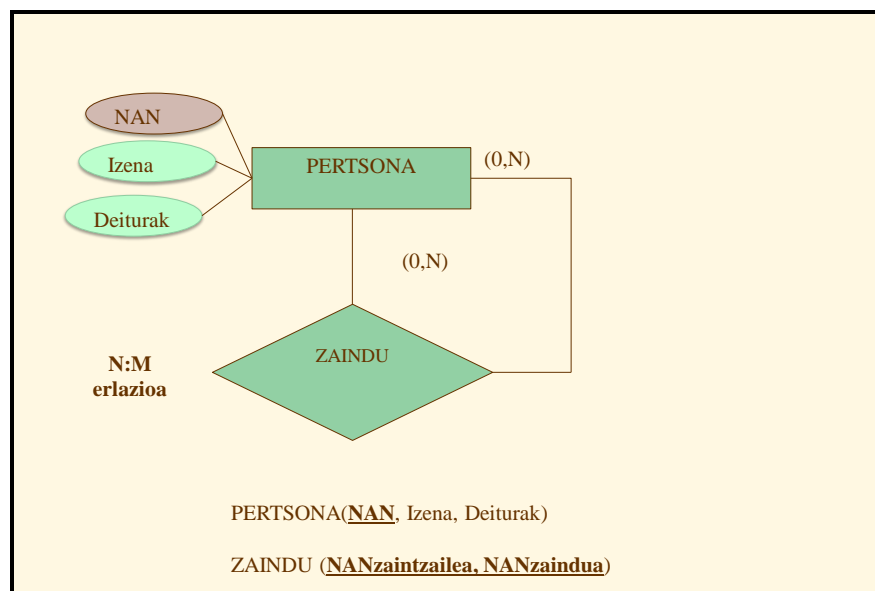 NAN
Izena
Deiturak
PERTSONA
(0,N)
(0,N)
ZAINDU
N:M
erlazioa
PERTSONA(NAN, Izena, Deiturak)
ZAINDU (NANzaintzailea, NANzaindua)